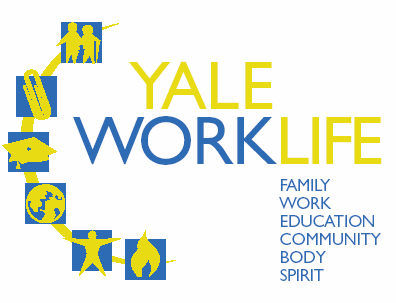 YALE
WORKLIFE
FAMILY
WORK
EDUCATION
COMMUNITY
BODY
SPIRIT